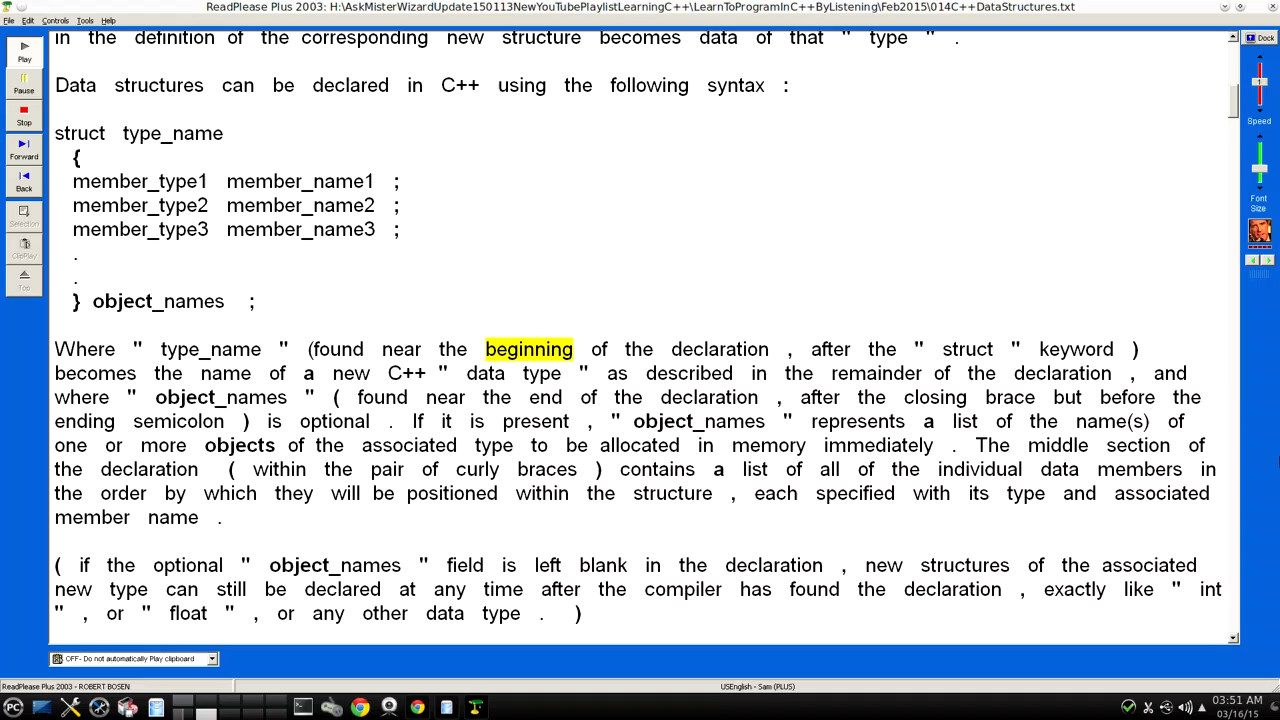 ReadPlease Plus 2003: H:\AskMisterWizardUpdate150113NewYouTubePlaylistLearningC++\LearnToProgramInC++ByListening\Feb2015\014C++DataStructures.txt
File Edit Controls Tools Help
Play
Pause
Stop
Forward
Back
Selection
ClipPlay
Top
in the definition of the corresponding new structure becomes data of that " type " .
Data structures can be declared in C++ using the following syntax :
struct type_name
{
member_type1 member_name1 ;
member_type2 member_name2 ;
member_type3 member_name3 ;
.
.
} object_names ;
Where " type_name " (found near the beginning of the declaration , after the " struct " keyword )
becomes the name of a new C++ " data type " as described in the remainder of the declaration , and
where " object_names " ( found near the end of the declaration , after the closing brace but before the
ending semicolon ) is optional . If it is present , " object_names " represents a list of the name(s) of
one or more objects of the associated type to be allocated in memory immediately . The middle section of
the declaration ( within the pair of curly braces ) contains a list of all of the individual data members in
the order by which they will be positioned within the structure , each specified with its type and associated
member name .
( if the optional " object_names " field is left blank in the declaration , new structures of the associated
new type can still be declared at any time after the compiler has found the declaration , exactly like " int
" , or " float " , or any other data type . )
Dock
1
Speed
Font
Size
OFF- Do not automatically Play clipboard
ReadPlease Plus 2003 - ROBERT BOSEN
USEnglish - Sam (PLUS)
PC
03:51 AM
03/16/15